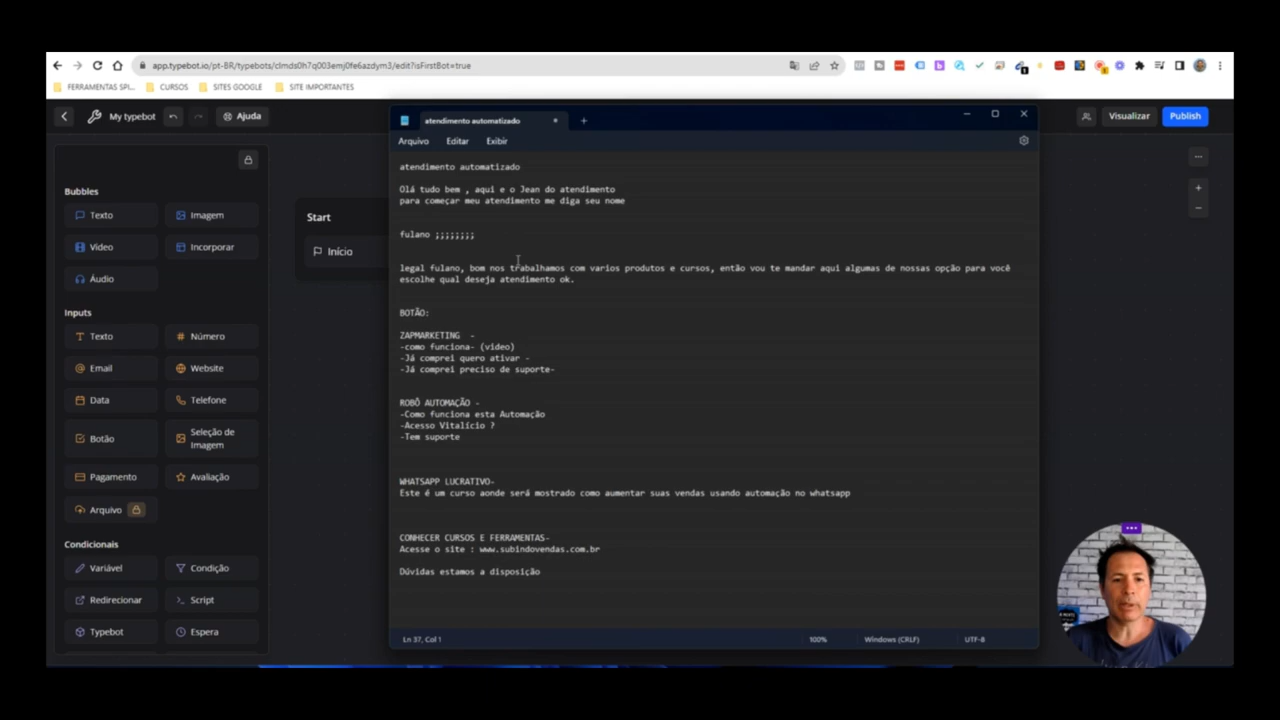 app.typebot.io/pt-BR/typebots/clmds0h7q003emj0fe6azdym3/edit?isFirstBot=true
FERRAMENTAS SPI...
CURSOS
SITES GOOGLE
SITE IMPORTANTES
My typebot
Ajuda
Visualizar
Publish
Bubbles
Texto
Imagem
Vídeo
Incorporar
Áudio
Inputs
Texto
Número
Email
Website
Data
Telefone
Botão
Seleção de
Imagem
Pagamento
Avaliação
Arquivo
Condicionais
Variável
Condição
Redirecionar
Script
Typebot
Espera
Start
Início
atendimento automatizado
Arquivo
Editar
Exibir
atendimento automatizado
Olá tudo bem , aqui e o Jean do atendimento
para começar meu atendimento me diga seu nome
fulano ;;;;;;;;
legal fulano, bom nos trabalhamos com varios produtos e cursos, então vou te mandar aqui algumas de nossas opção para você
escolhe qual deseja atendimento ok.
BOTÃO:
ZAPMARKETING -
-como funciona- (video)
-Já comprei quero ativar -
-Já comprei preciso de suporte-
ROBÔ AUTOMAÇÃO -
-Como funciona esta Automação
-Acesso Vitalício ?
-Tem suporte
WHATSAPP LUCRATIVO-
Este é um curso aonde será mostrado como aumentar suas vendas usando automação no whatsapp
CONHECER CURSOS E FERRAMENTAS-
Acesse o site : www.subindovendas.com.br
Dúvidas estamos a disposição
Ln 37, Col 1
100%
Windows (CRLF)
UTF-8